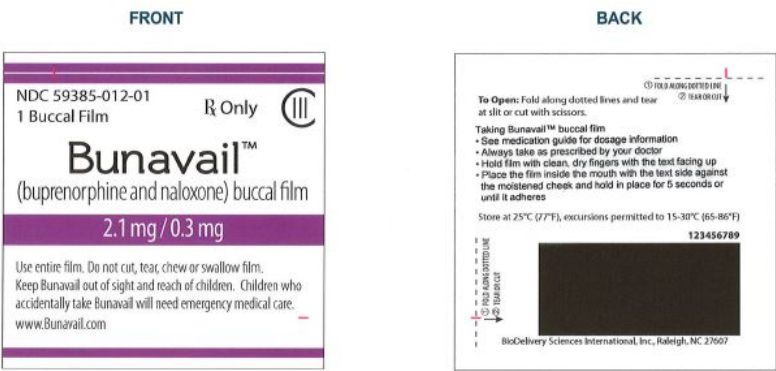 FRONT
NDC 59385-012-01
1 Buccal Film
Rx Only
CIII
Bunavail™
(buprenorphine and naloxone) buccal film
2.1 mg / 0.3 mg
Use entire film. Do not cut, tear, chew or swallow film.
Keep Bunavail out of sight and reach of children. Children who
accidentally take Bunavail will need emergency medical care.
www.Bunavail.com
BACK
① FOLD ALONG DOTTED LINE
② TEAR OR CUT
To Open: Fold along dotted lines and tear
at slit or cut with scissors.
Taking Bunavail™ buccal film
• See medication guide for dosage information
• Always take as prescribed by your doctor
• Hold film with clean, dry fingers with the text facing up
• Place the film inside the mouth with the text side against
the moistened cheek and hold in place for 5 seconds or
until it adheres
Store at 25°C (77°F), excursions permitted to 15-30°C (65-86°F)
123456789
① FOLD ALONG DOTTED LINE
② TEAR OR CUT
BioDelivery Sciences International, Inc., Raleigh, NC 27607